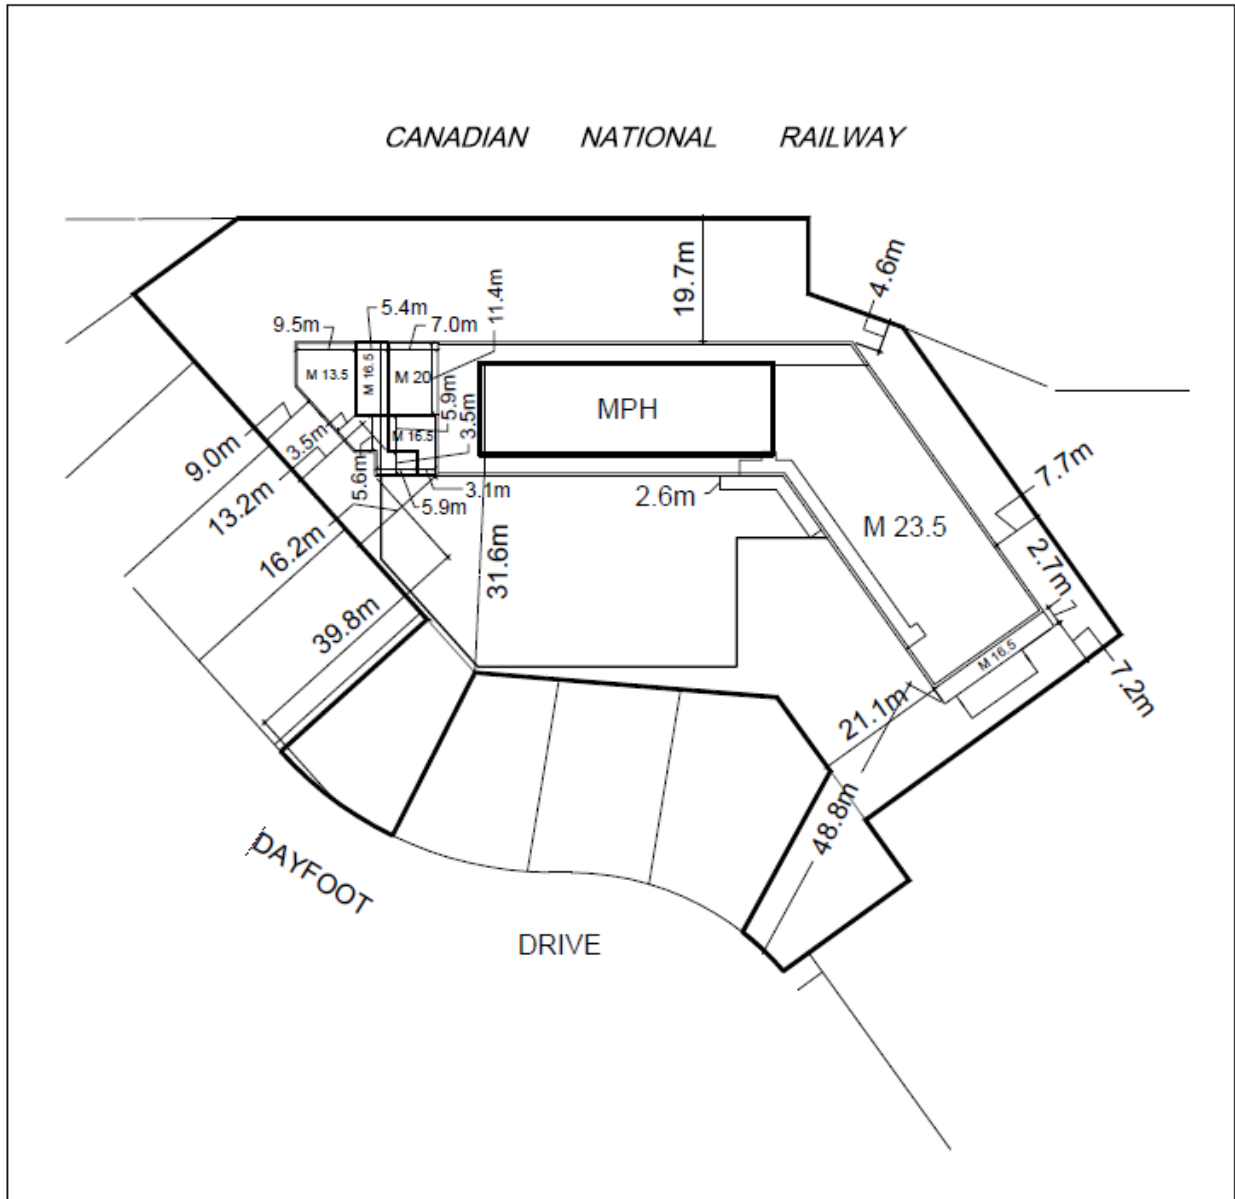 CANADIAN NATIONAL RAILWAY
4.6m
19.7m
11.4m
5.4m
9.5m
7.0m
M 13.5
M 16.5
M 20
5.9m
3.5m
MPH
M 16.5
9.0m
3.5m
5.6m
3.1m
5.9m
2.6m
7.7m
13.2m
M 23.5
16.2m
31.6m
2.7m
39.8m
M 16.5
7.2m
21.1m
48.8m
DAYFOOT
DRIVE